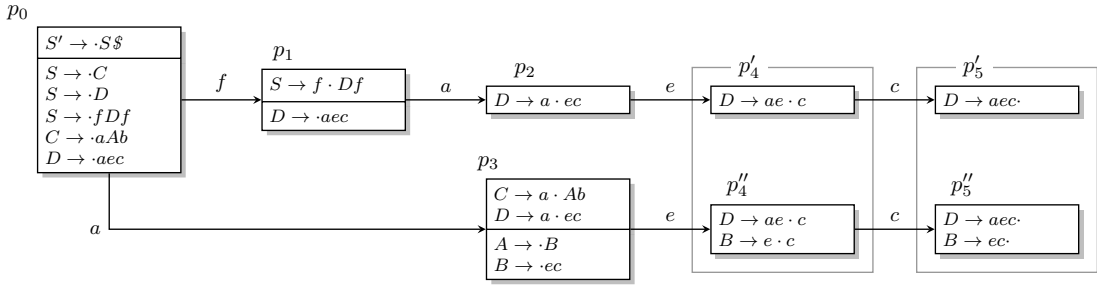 p₀
S′ → ·S$
S → ·C
S → ·D
S → ·fDf
C → ·aAb
D → ·aec
f
p₁
S → f · Df
D → ·aec
a
p₂
D → a · ec
e
p′₄
D → ae · c
c
p′₅
D → aec·
a
p₃
C → a · Ab
D → a · ec
A → ·B
B → ·ec
e
p″₄
D → ae · c
B → e · c
c
p″₅
D → aec·
B → ec·